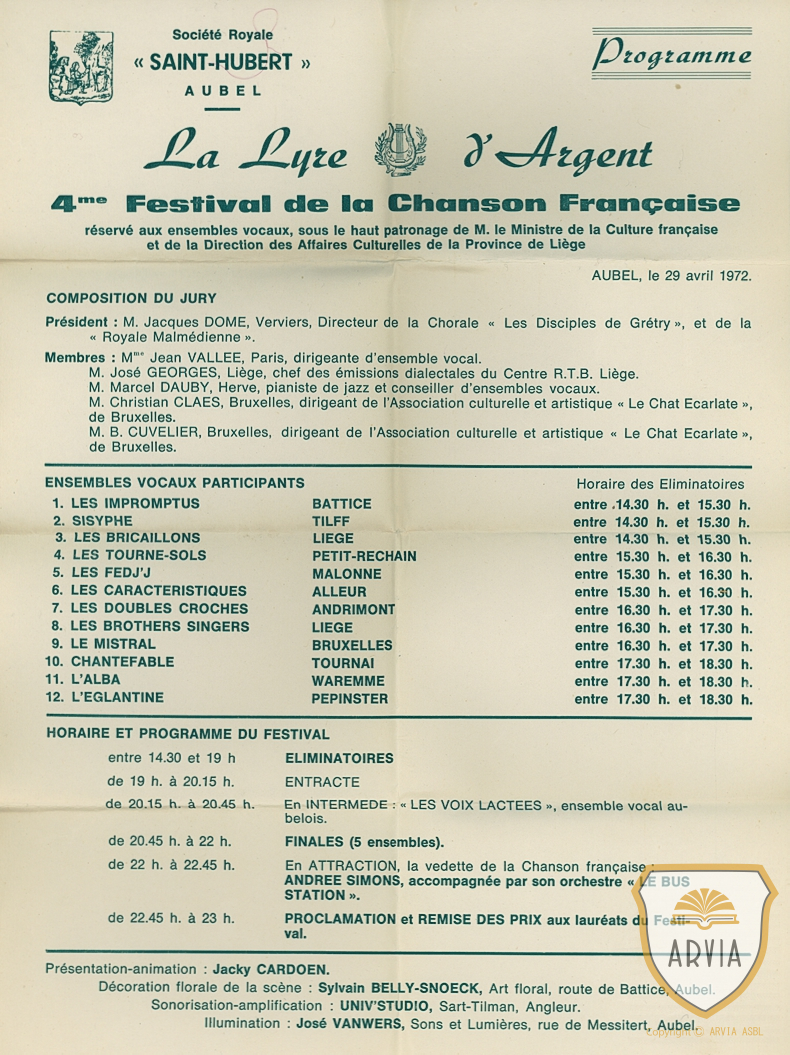 Société Royale
« SAINT-HUBERT »
AUBEL
Programme
La Lyre d'Argent
4me Festival de la Chanson Française
réservé aux ensembles vocaux, sous le haut patronage de M. le Ministre de la Culture française
et de la Direction des Affaires Culturelles de la Province de Liège
AUBEL, le 29 avril 1972.
COMPOSITION DU JURY
Président : M. Jacques DOME, Verviers, Directeur de la Chorale « Les Disciples de Grétry », et de la
« Royale Malmédienne ».
Membres : Mme Jean VALLEE, Paris, dirigeante d'ensemble vocal.
M. José GEORGES, Liège, chef des émissions dialectales du Centre R.T.B. Liège.
M. Marcel DAUBY, Herve, pianiste de jazz et conseiller d'ensembles vocaux.
M. Christian CLAES, Bruxelles, dirigeant de l'Association culturelle et artistique « Le Chat Ecarlate »,
de Bruxelles.
M. B. CUVELIER, Bruxelles, dirigeant de l'Association culturelle et artistique « Le Chat Ecarlate »,
de Bruxelles.
ENSEMBLES VOCAUX PARTICIPANTS Horaire des Eliminatoires
1. LES IMPROMPTUS BATTICE entre 14.30 h. et 15.30 h.
2. SISYPHE TILFF entre 14.30 h. et 15.30 h.
3. LES BRICAILLONS LIEGE entre 14.30 h. et 15.30 h.
4. LES TOURNE-SOLS PETIT-RECHAIN entre 15.30 h. et 16.30 h.
5. LES FEDJ'J MALONNE entre 15.30 h. et 16.30 h.
6. LES CARACTERISTIQUES ALLEUR entre 15.30 h. et 16.30 h.
7. LES DOUBLES CROCHES ANDRIMONT entre 16.30 h. et 17.30 h.
8. LES BROTHERS SINGERS LIEGE entre 16.30 h. et 17.30 h.
9. LE MISTRAL BRUXELLES entre 16.30 h. et 17.30 h.
10. CHANTEFABLE TOURNAI entre 17.30 h. et 18.30 h.
11. L'ALBA WAREMME entre 17.30 h. et 18.30 h.
12. L'EGLANTINE PEPINSTER entre 17.30 h. et 18.30 h.
HORAIRE ET PROGRAMME DU FESTIVAL
entre 14.30 et 19 h ELIMINATOIRES
de 19 h. à 20.15 h. ENTRACTE
de 20.15 h. à 20.45 h. En INTERMEDE : « LES VOIX LACTEES », ensemble vocal au-
belois.
de 20.45 h. à 22 h. FINALES (5 ensembles).
de 22 h. à 22.45 h. En ATTRACTION, la vedette de la Chanson française :
ANDREE SIMONS, accompagnée par son orchestre « LE BUS
STATION ».
de 22.45 h. à 23 h. PROCLAMATION et REMISE DES PRIX aux lauréats du Festi-
val.
Présentation-animation : Jacky CARDOEN.
Décoration florale de la scène : Sylvain BELLY-SNOECK, Art floral, route de Battice, Aubel.
Sonorisation-amplification : UNIV'STUDIO, Sart-Tilman, Angleur.
Illumination : José VANWERS, Sons et Lumières, rue de Messitert, Aubel.
ARVIA
Copyright © ARVIA ASBL